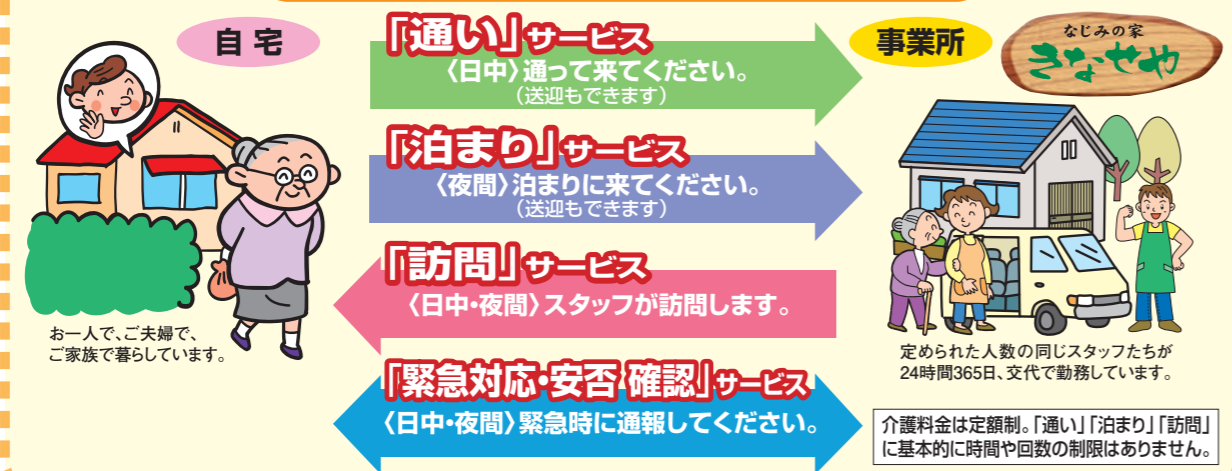 自宅
「通い」サービス
〈日中〉通って来てください。
（送迎もできます）
「泊まり」サービス
〈夜間〉泊まりに来てください。
（送迎もできます）
「訪問」サービス
〈日中・夜間〉スタッフが訪問します。
「緊急対応・安否 確認」サービス
〈日中・夜間〉緊急時に通報してください。
お一人で、ご夫婦で、
ご家族で暮らしています。
事業所
なじみの家
きなせや
定められた人数の同じスタッフたちが
24時間365日、交代で勤務しています。
介護料金は定額制。「通い」「泊まり」「訪問」
に基本的に時間や回数の制限はありません。